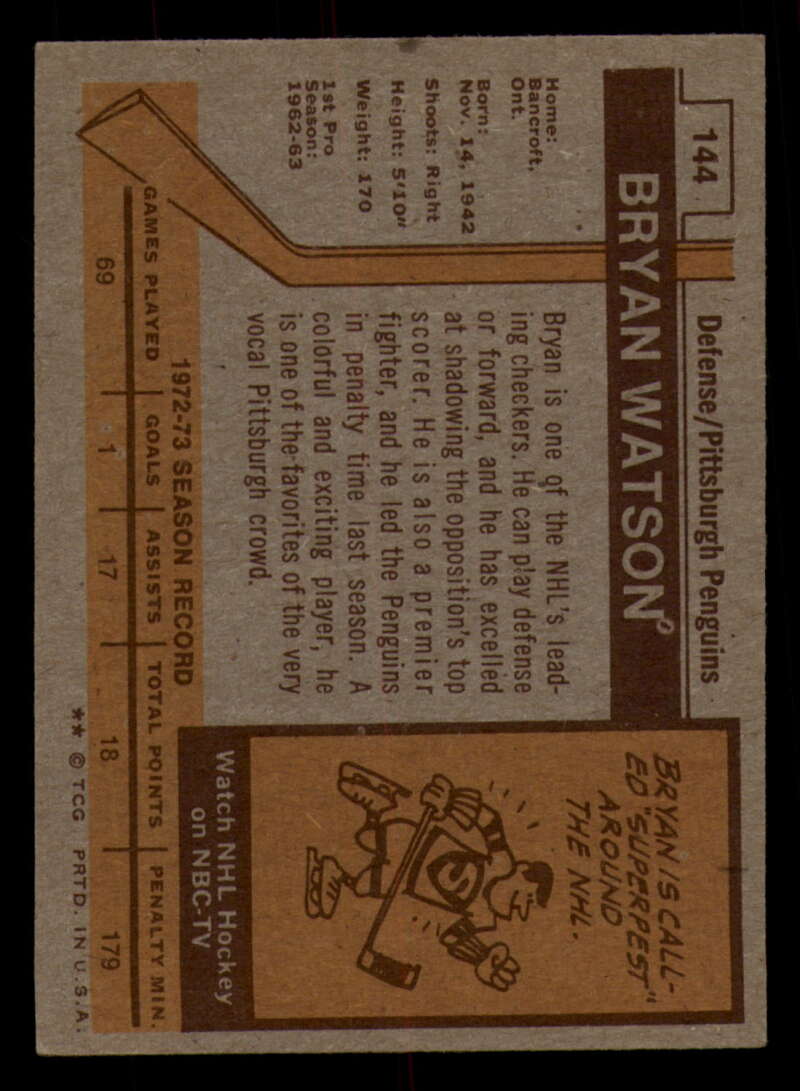 144
Defense/Pittsburgh Penguins
BRYAN WATSON
Home:
Bancroft,
Ont.
Born:
Nov. 14, 1942
Shoots: Right
Height: 5'10"
Weight: 170
1st Pro
Season:
1962-63
Bryan is one of the NHL's lead-
ing checkers. He can play defense
or forward, and he has excelled
at shadowing the opposition's top
scorer. He is also a premier
fighter, and he led the Penguins
in penalty time last season. A
colorful and exciting player, he
is one of the favorites of the very
vocal Pittsburgh crowd.
BRYAN IS CALL-
ED "SUPERPEST"
AROUND
THE NHL.
S
Watch NHL Hockey
on NBC-TV
1972-73 SEASON RECORD
GAMES PLAYED GOALS ASSISTS TOTAL POINTS PENALTY MIN.
69 1 17 18 179
** © TCG PRTD. IN U.S.A.